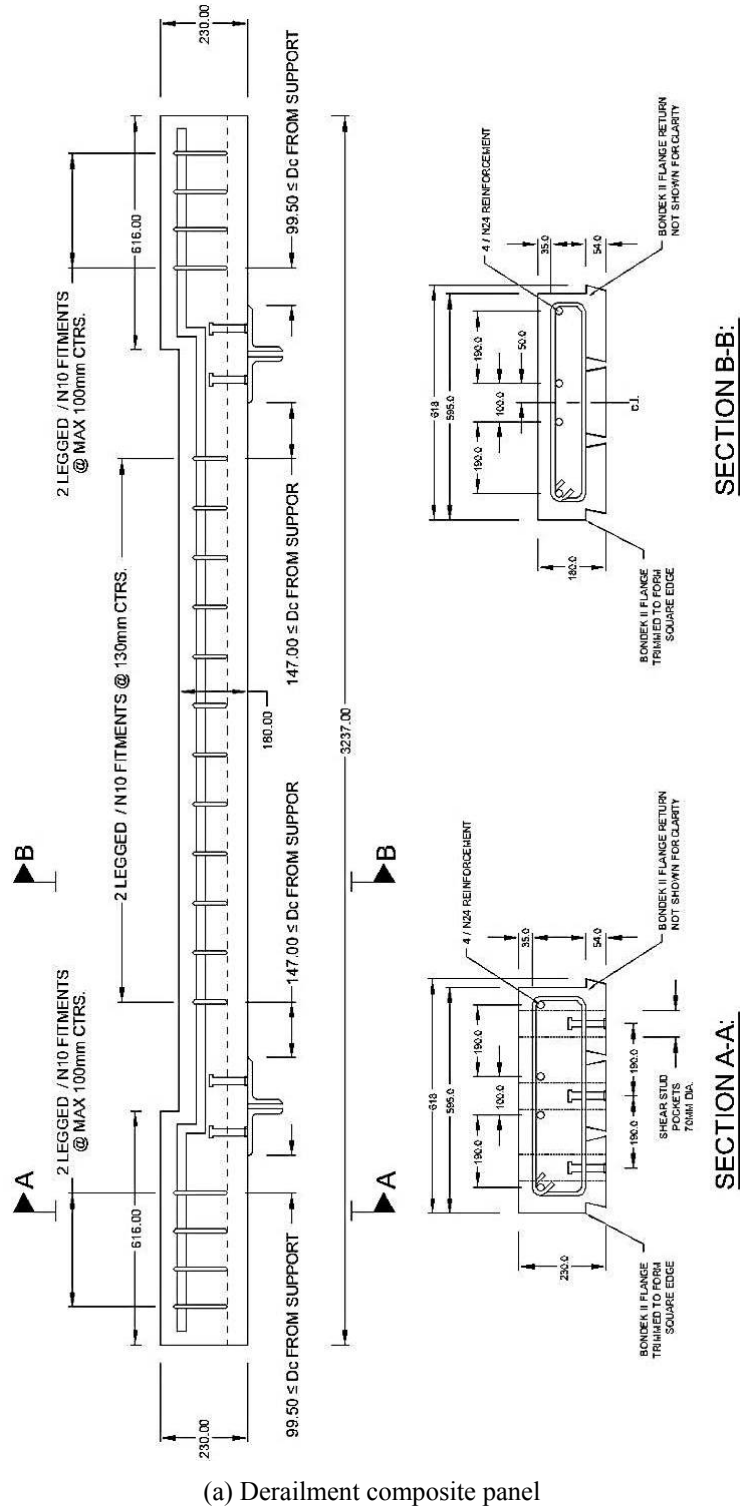 2 LEGGED / N10 FITMENTS
@ MAX 100mm CTRS.
2 LEGGED / N10 FITMENTS @ 130mm CTRS.
2 LEGGED / N10 FITMENTS
@ MAX 100mm CTRS.
A
B
616.00
616.00
230.00
230.00
180.00
99.50 ≤ Dc FROM SUPPORT
147.00 ≤ Dc FROM SUPPOR
147.00 ≤ Dc FROM SUPPOR
99.50 ≤ Dc FROM SUPPORT
3237.00
A
B
618
595.0
190.0
100.0
190.0
35.0
54.0
230.0
4 / N24 REINFORCEMENT
BONDEK II FLANGE
TRIMMED TO FORM
SQUARE EDGE
190.0
190.0
SHEAR STUD
POCKETS
70MM DIA.
BONDEK II FLANGE RETURN
NOT SHOWN FOR CLARITY
SECTION A-A:
618
595.0
190.0
100.0
190.0
50.0
35.0
54.0
180.0
4 / N24 REINFORCEMENT
BONDEK II FLANGE
TRIMMED TO FORM
SQUARE EDGE
c.l.
BONDEK II FLANGE RETURN
NOT SHOWN FOR CLARITY
SECTION B-B:
(a) Derailment composite panel